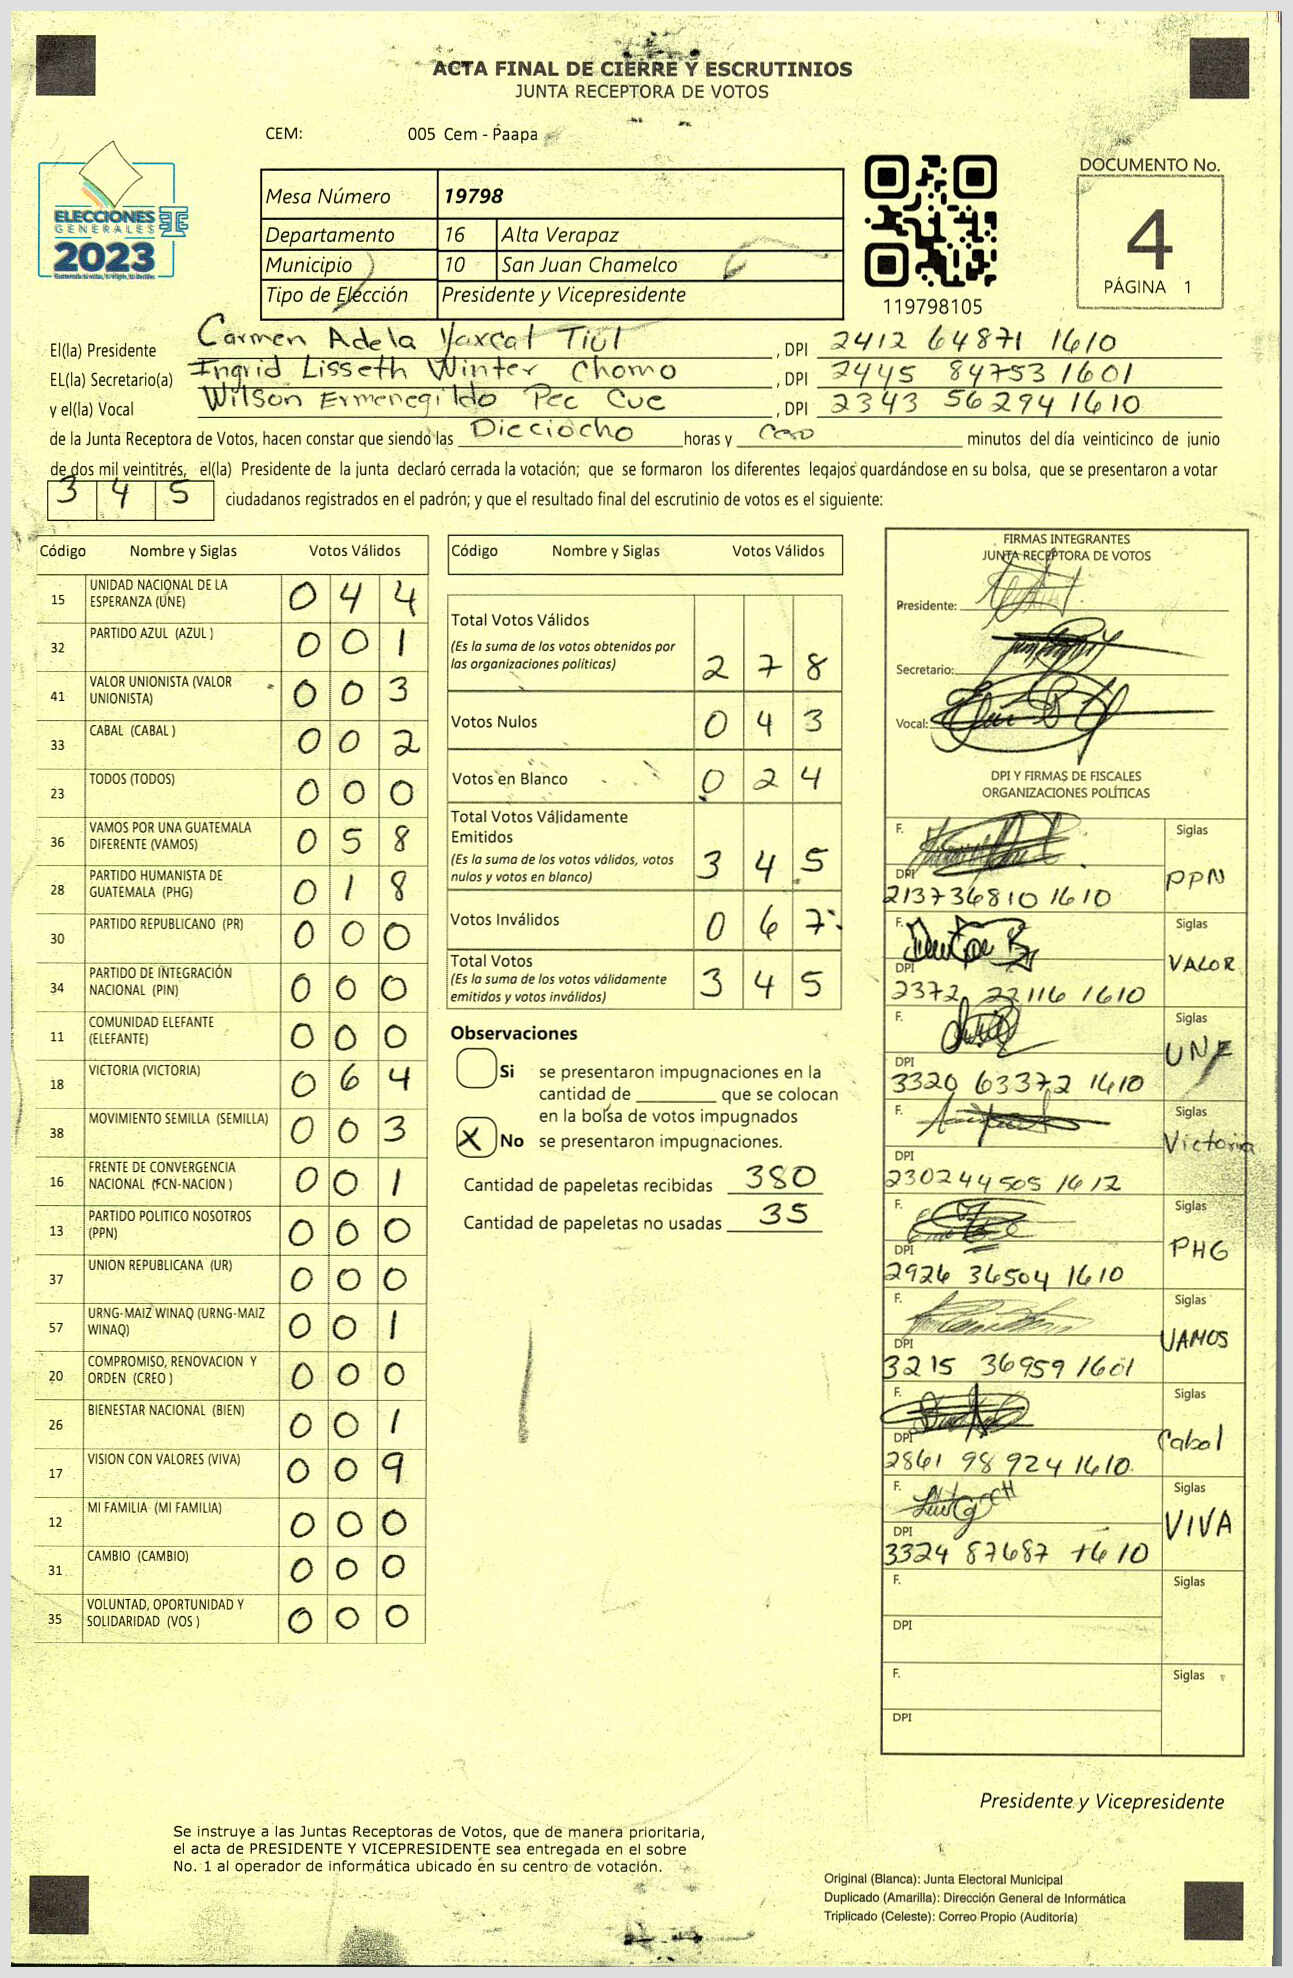 ACTA FINAL DE CIERRE Y ESCRUTINIOS
JUNTA RECEPTORA DE VOTOS
CEM: 005 Cem - Paapa
ELECCIONES
GENERALES
2023
Mesa Número 19798
Departamento 16 Alta Verapaz
Municipio 10 San Juan Chamelco
Tipo de Elección Presidente y Vicepresidente
119798105
DOCUMENTO No.
4
PÁGINA 1
El(la) Presidente Carmen Adela Yaxcal Tiul, DPI 2412 64871 1610
EL(la) Secretario(a) Ingrid Lisseth Winter Chomo, DPI 2445 84753 1601
y el(la) Vocal Wilson Ermenegildo Pec Cuc, DPI 2343 56294 1610
de la Junta Receptora de Votos, hacen constar que siendo las Dieciocho horas y cero minutos del día veinticinco de junio
de dos mil veintitrés, el(la) Presidente de la junta declaró cerrada la votación; que se formaron los diferentes legajos guardándose en su bolsa, que se presentaron a votar
3 4 5 ciudadanos registrados en el padrón; y que el resultado final del escrutinio de votos es el siguiente:
Código Nombre y Siglas Votos Válidos
15 UNIDAD NACIONAL DE LA ESPERANZA (UNE) 0 4 4
32 PARTIDO AZUL (AZUL ) 0 0 1
41 VALOR UNIONISTA (VALOR UNIONISTA) 0 0 3
33 CABAL (CABAL ) 0 0 2
23 TODOS (TODOS) 0 0 0
36 VAMOS POR UNA GUATEMALA DIFERENTE (VAMOS) 0 5 8
28 PARTIDO HUMANISTA DE GUATEMALA (PHG) 0 1 8
30 PARTIDO REPUBLICANO (PR) 0 0 0
34 PARTIDO DE INTEGRACIÓN NACIONAL (PIN) 0 0 0
11 COMUNIDAD ELEFANTE (ELEFANTE) 0 0 0
18 VICTORIA (VICTORIA) 0 6 4
38 MOVIMIENTO SEMILLA (SEMILLA) 0 0 3
16 FRENTE DE CONVERGENCIA NACIONAL (FCN-NACION ) 0 0 1
13 PARTIDO POLITICO NOSOTROS (PPN) 0 0 0
37 UNION REPUBLICANA (UR) 0 0 0
57 URNG-MAIZ WINAQ (URNG-MAIZ WINAQ) 0 0 1
20 COMPROMISO, RENOVACION Y ORDEN (CREO ) 0 0 0
26 BIENESTAR NACIONAL (BIEN) 0 0 1
17 VISION CON VALORES (VIVA) 0 0 9
12 MI FAMILIA (MI FAMILIA) 0 0 0
31 CAMBIO (CAMBIO) 0 0 0
35 VOLUNTAD, OPORTUNIDAD Y SOLIDARIDAD (VOS ) 0 0 0
Código Nombre y Siglas Votos Válidos
Total Votos Válidos
(Es la suma de los votos obtenidos por
las organizaciones políticas) 2 7 8
Votos Nulos 0 4 3
Votos en Blanco 0 2 4
Total Votos Válidamente
Emitidos
(Es la suma de los votos válidos, votos
nulos y votos en blanco) 3 4 5
Votos Inválidos 0 6 7
Total Votos
(Es la suma de los votos válidamente
emitidos y votos inválidos) 3 4 5
Observaciones
Si se presentaron impugnaciones en la
cantidad de ________ que se colocan
en la bolsa de votos impugnados
X No se presentaron impugnaciones.
Cantidad de papeletas recibidas 380
Cantidad de papeletas no usadas 35
FIRMAS INTEGRANTES
JUNTA RECEPTORA DE VOTOS
Presidente:
Secretario:
Vocal:
DPI Y FIRMAS DE FISCALES
ORGANIZACIONES POLÍTICAS
F. Siglas
DPI PPN
213736810 1610
F. Siglas
DPI VALOR
2372 22116 1610
F. Siglas
DPI UNE
3320 63372 1610
F. Siglas
DPI Victoria
230244505 1612
F. Siglas
DPI PHG
2926 36504 1610
F. Siglas
DPI VAMOS
3215 36959 1601
F. Siglas
DPI Cabal
2861 98924 1610
F. Siglas
DPI VIVA
3324 87687 1610
F. Siglas
DPI
F. Siglas
DPI
Presidente y Vicepresidente
Se instruye a las Juntas Receptoras de Votos, que de manera prioritaria,
el acta de PRESIDENTE Y VICEPRESIDENTE sea entregada en el sobre
No. 1 al operador de informática ubicado en su centro de votación.
Original (Blanca): Junta Electoral Municipal
Duplicado (Amarilla): Dirección General de Informática
Triplicado (Celeste): Correo Propio (Auditoría)